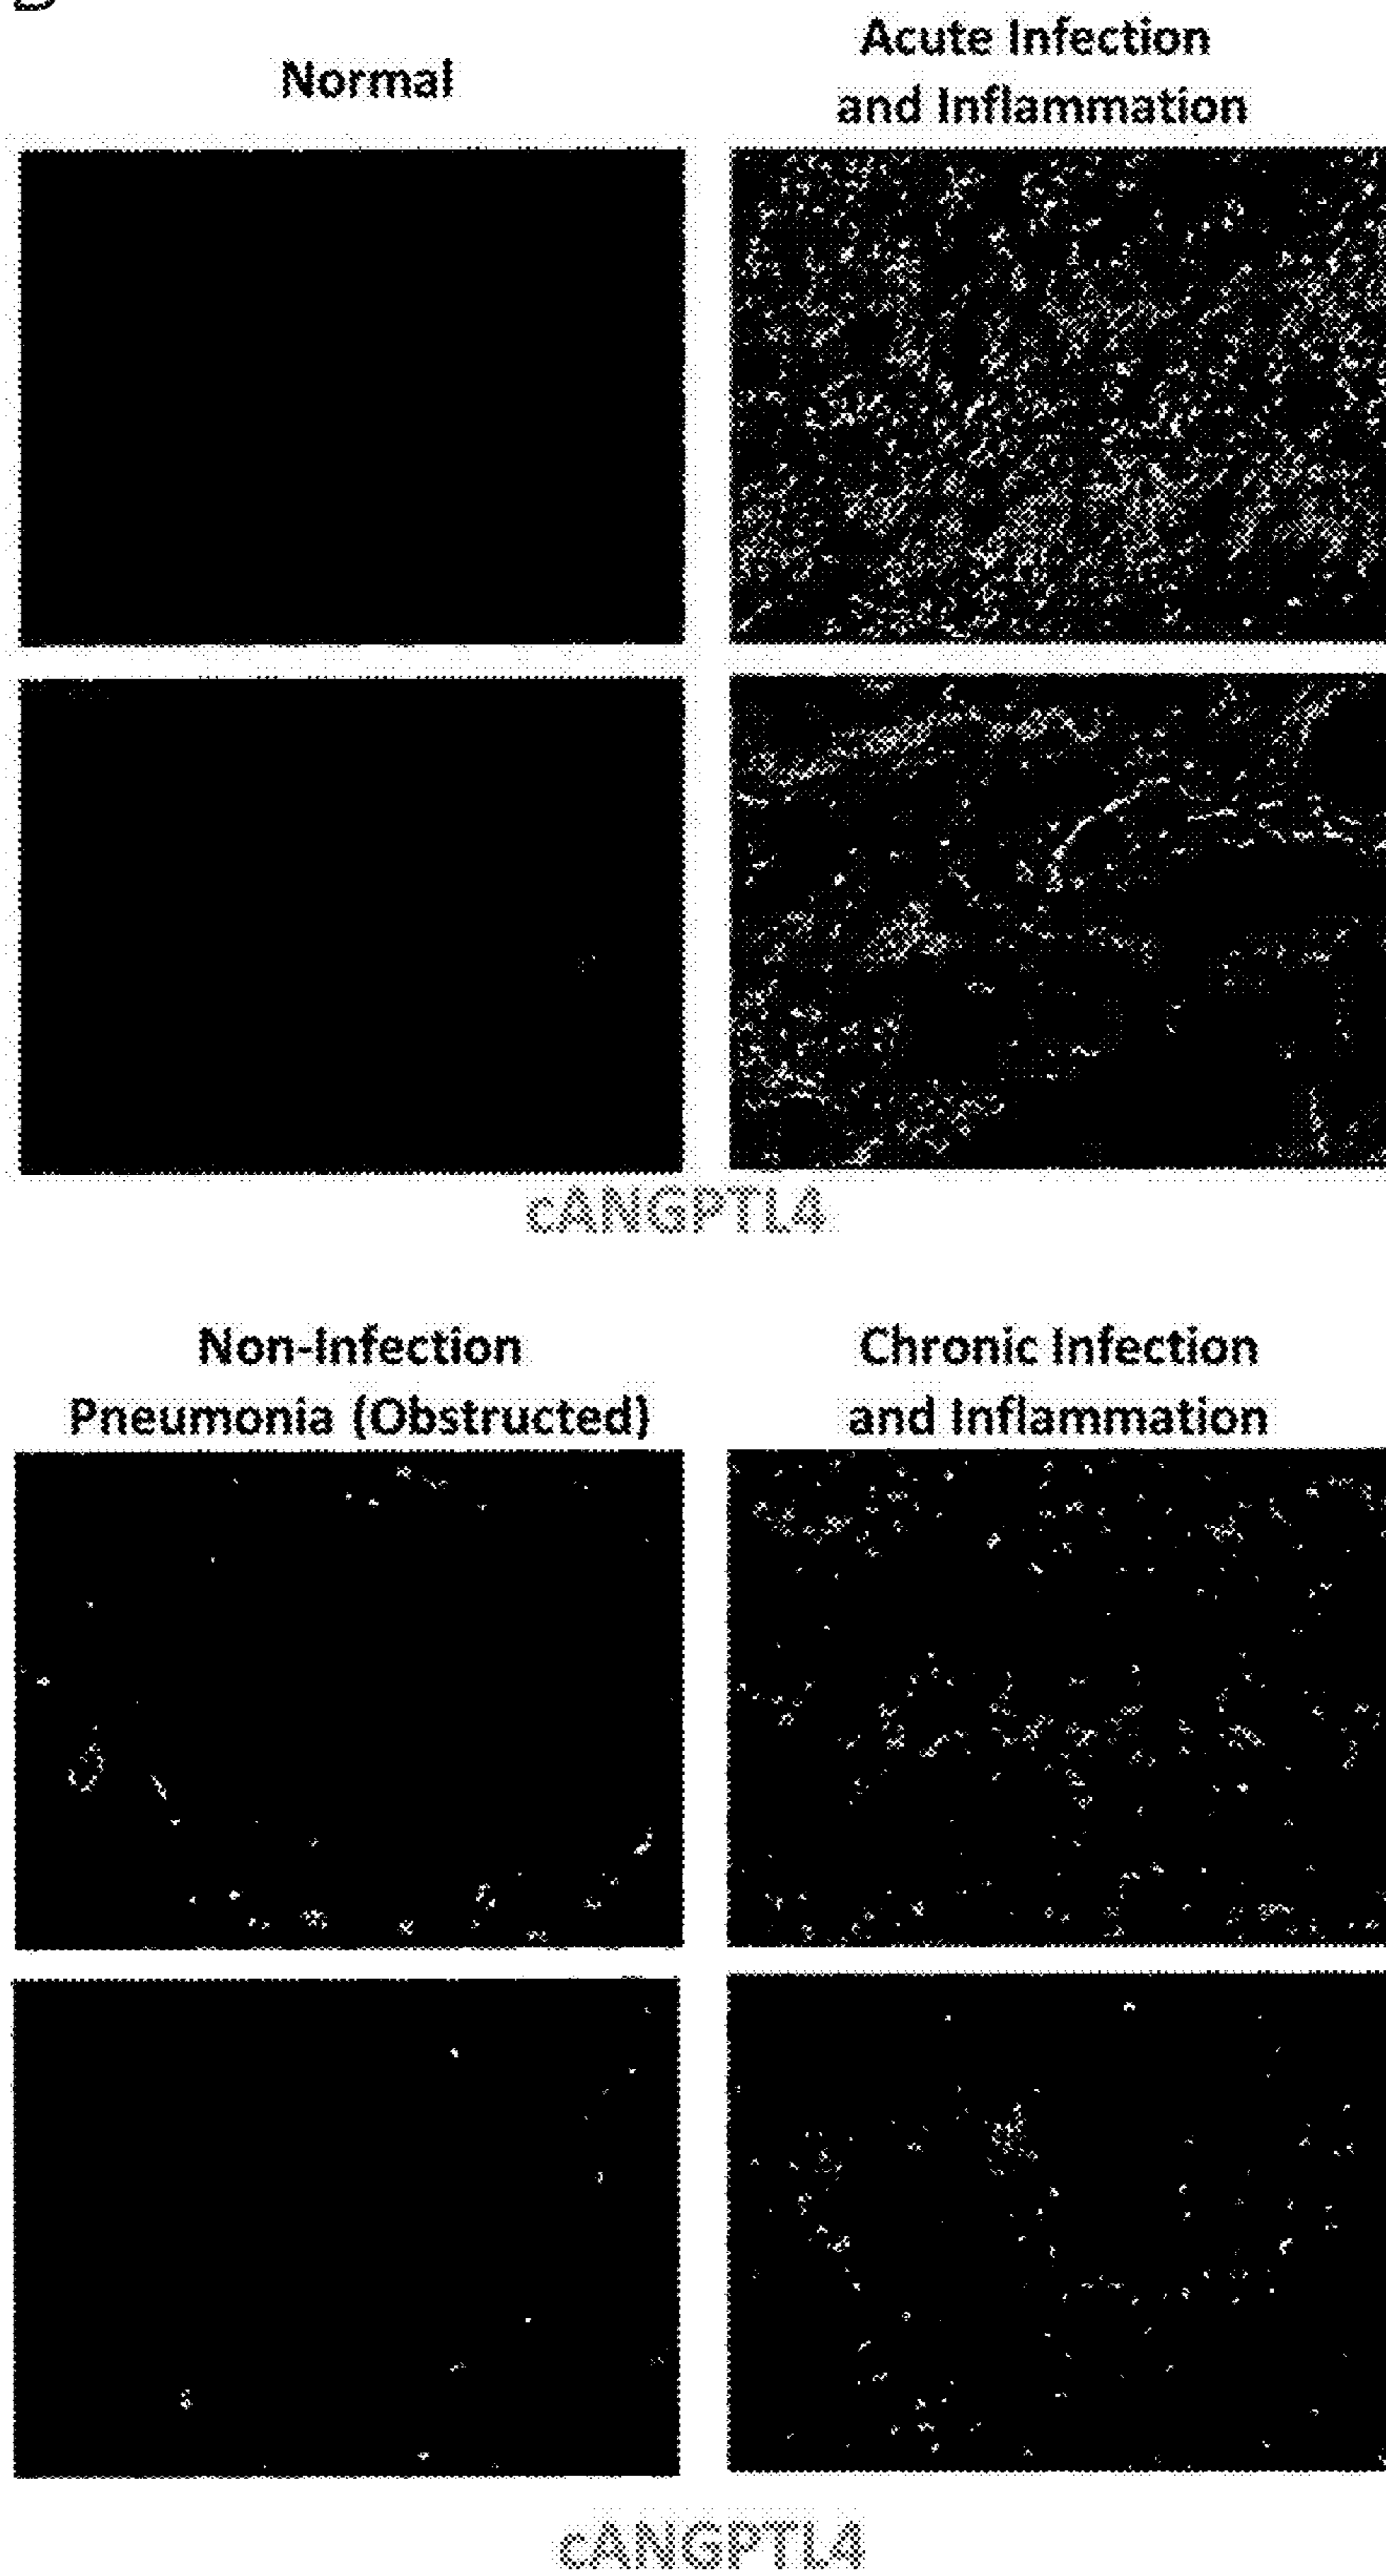 Normal
Acute Infection
and Inflammation
cANGPTL4
Non-Infection
Pneumonia (Obstructed)
Chronic Infection
and Inflammation
cANGPTL4